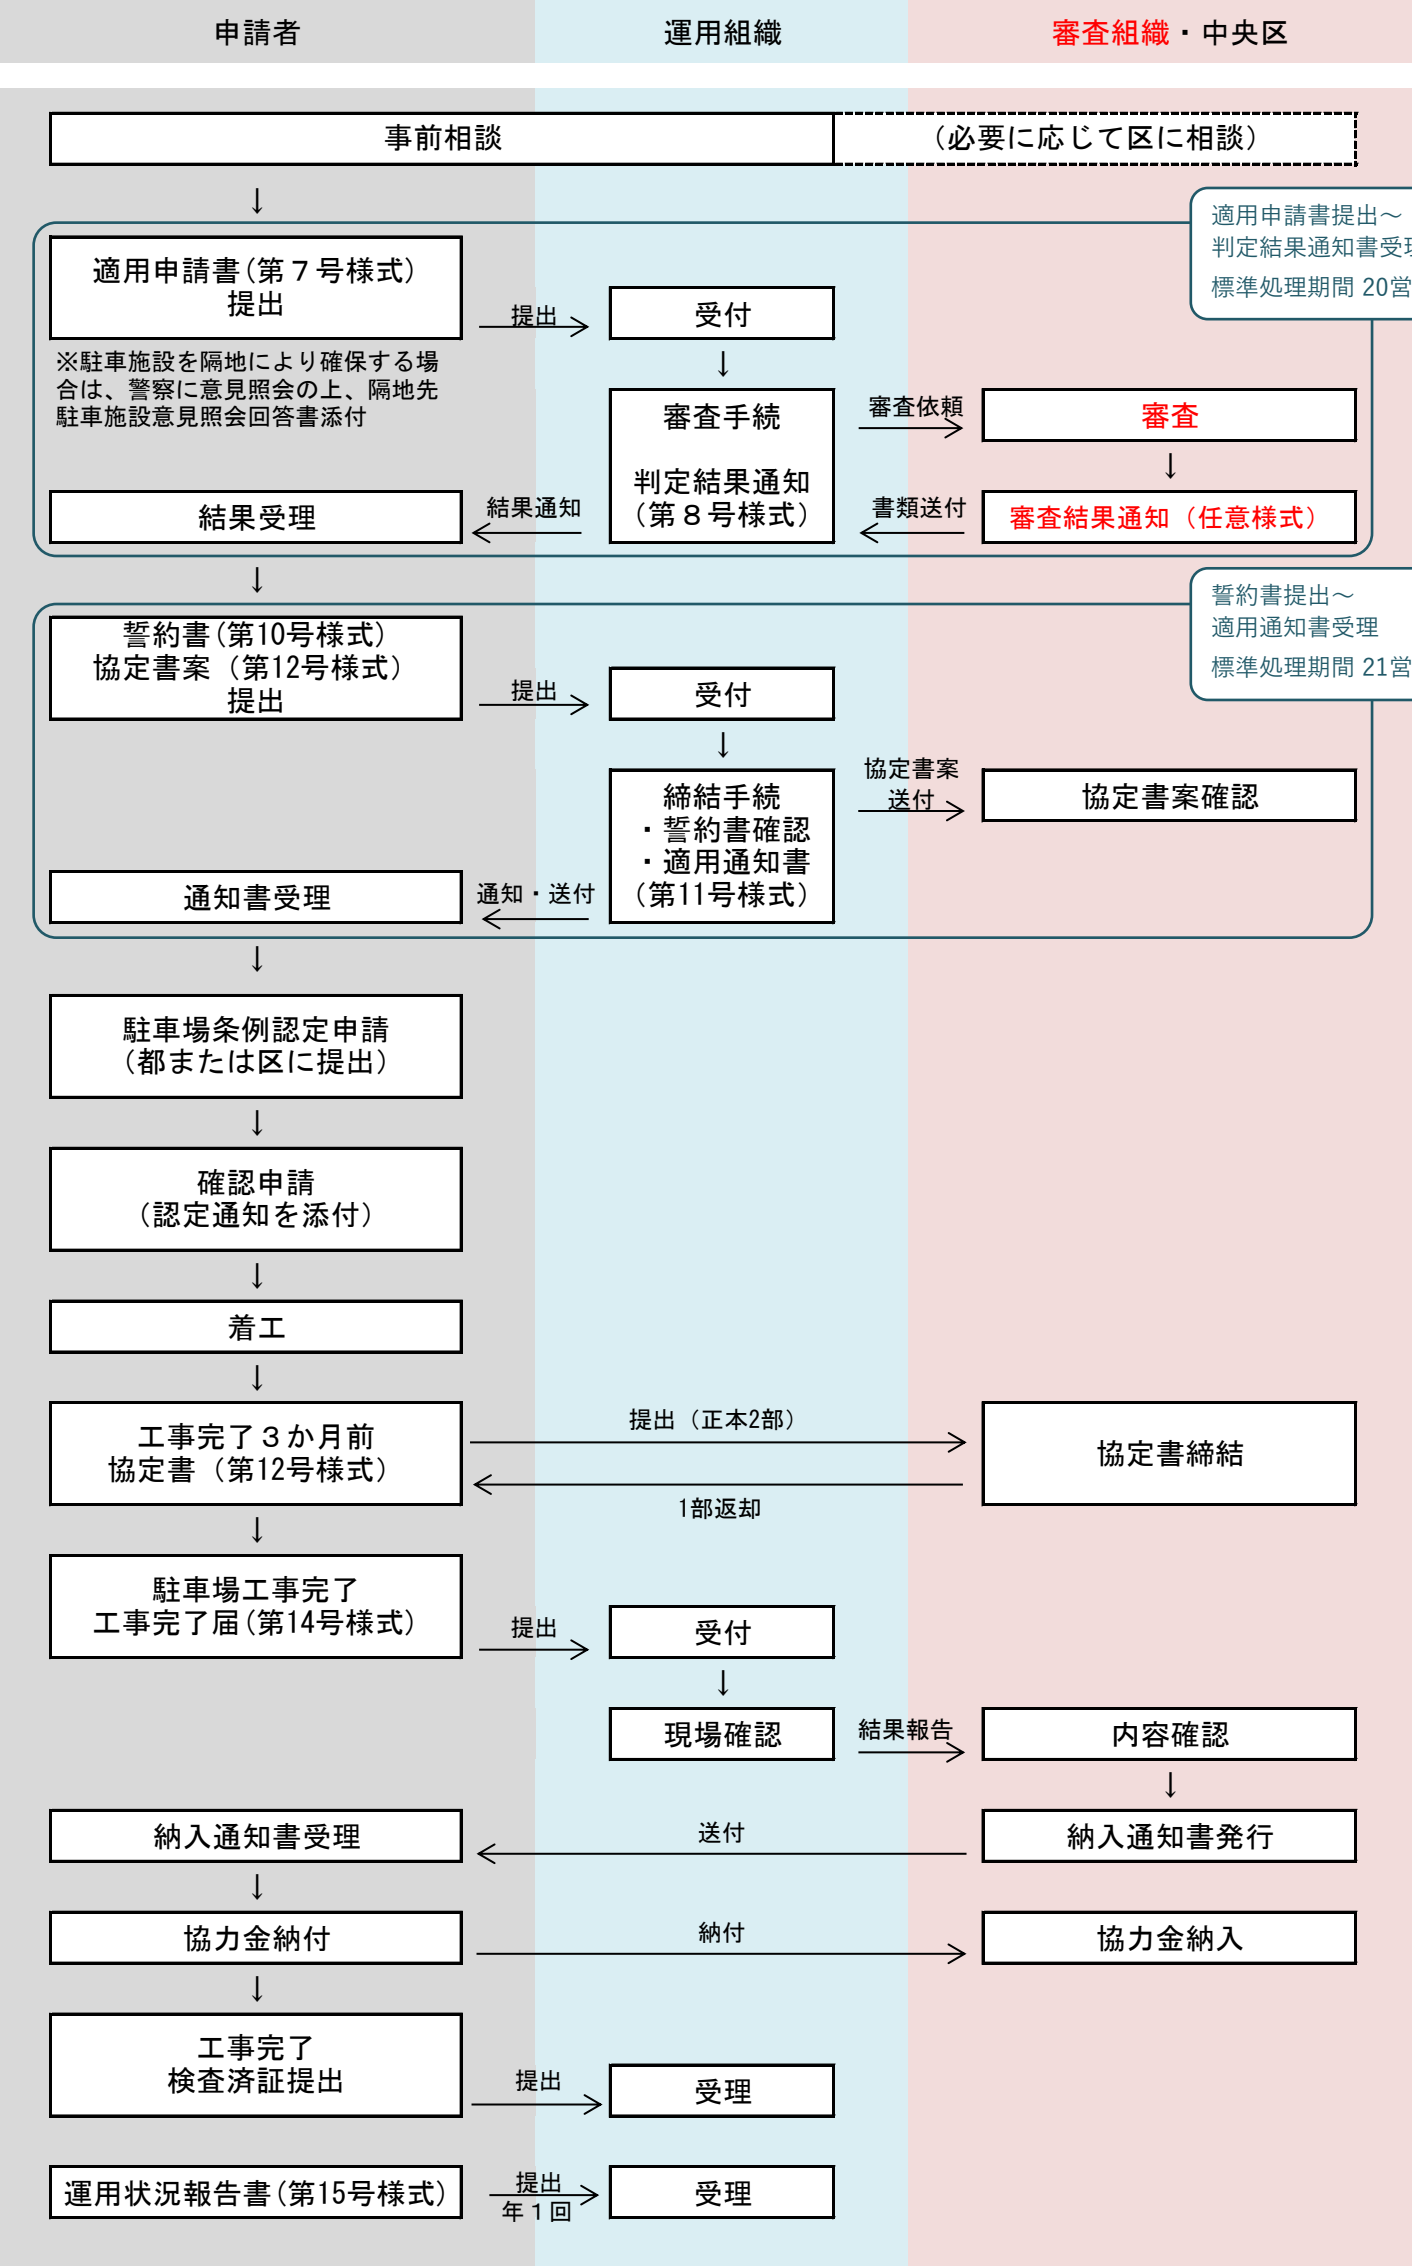 申請者
運用組織
審査組織・中央区
事前相談
（必要に応じて区に相談）
↓
適用申請書提出～
判定結果通知書受
標準処理期間 20営
適用申請書(第７号様式)
提出
提出
受付
※駐車施設を隔地により確保する場
合は、警察に意見照会の上、隔地先
駐車施設意見照会回答書添付
↓
審査手続
審査依頼
審査
↓
判定結果通知
(第８号様式)
結果受理
結果通知
書類送付
審査結果通知（任意様式）
↓
誓約書提出～
適用通知書受理
標準処理期間 21営
誓約書(第10号様式)
協定書案（第12号様式）
提出
提出
受付
↓
締結手続
・誓約書確認
・適用通知書
(第11号様式)
協定書案
送付
協定書案確認
通知書受理
通知・送付
↓
駐車場条例認定申請
(都または区に提出)
↓
確認申請
(認定通知を添付)
↓
着工
↓
工事完了３か月前
協定書（第12号様式）
提出（正本2部）
1部返却
協定書締結
↓
駐車場工事完了
工事完了届(第14号様式)
提出
受付
↓
現場確認
結果報告
内容確認
↓
納入通知書受理
送付
納入通知書発行
↓
協力金納付
納付
協力金納入
↓
工事完了
検査済証提出
提出
受理
運用状況報告書(第15号様式)
提出
年１回
受理